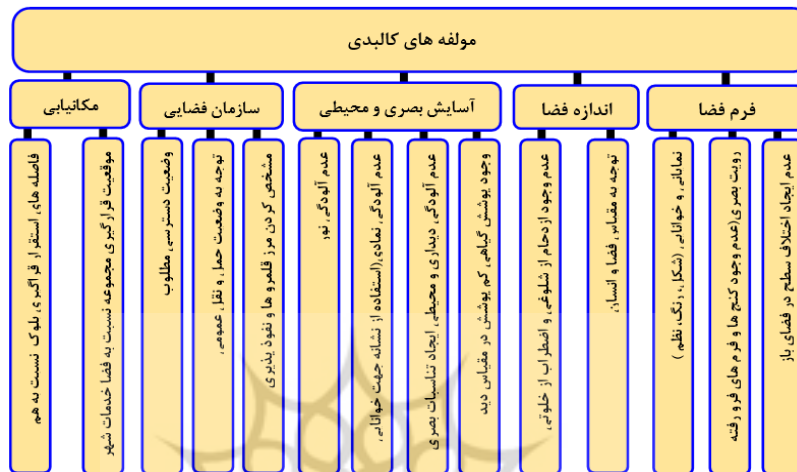 مولفه های کالبدی
فرم فضا
اندازه فضا
آسایش بصری و محیطی
سازمان فضایی
مکانیابی
عدم ایجاد اختلاف سطح در فضای باز
رویت بصری(عدم وجود کنج ها و فرم های فرو رفته
نمانانی و خوانایی (شکل، رنگ، نظم )
توجه به مقیاس فضا و انسان
عدم وجود ازدحام از شلوغی و اضطراب از خلوتی
وجود پوشش گیاهی کم پوشش در مقیاس دید
عدم آلودگی دیداری و محیطی ایجاد تناسبات بصری
عدم آلودگی نمادی(استفاده از نشانه جهت خوانایی
عدم آلودگی نور
مشخص کردن مرز قلمرو ها و نفوذ پذیری
توجه به وضعیت حمل و نقل عمومی
وضعیت دسترسی مطلوب
موقعیت قرارگیری مجموعه نسبت به فضا خدمات شهر
فاصله های استقرار فراگیری بلوک نسبت به هم